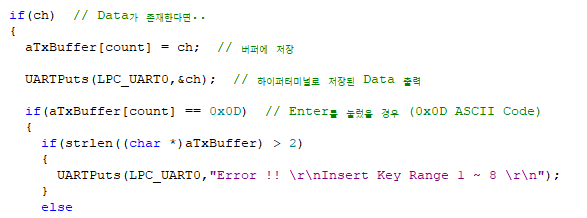 if(ch) // Data가 존재한다면..
{
aTxBuffer[count] = ch; // 버퍼에 저장
UARTPuts(LPC_UART0,&ch); // 하이퍼터미널로 저장된 Data 출력
if(aTxBuffer[count] == 0x0D) // Enter를 눌렀을 경우 (0x0D ASCII Code)
{
if(strlen((char *)aTxBuffer) > 2)
{
UARTPuts(LPC_UART0,"Error !! \r\nInsert Key Range 1 ~ 8 \r\n");
}
else